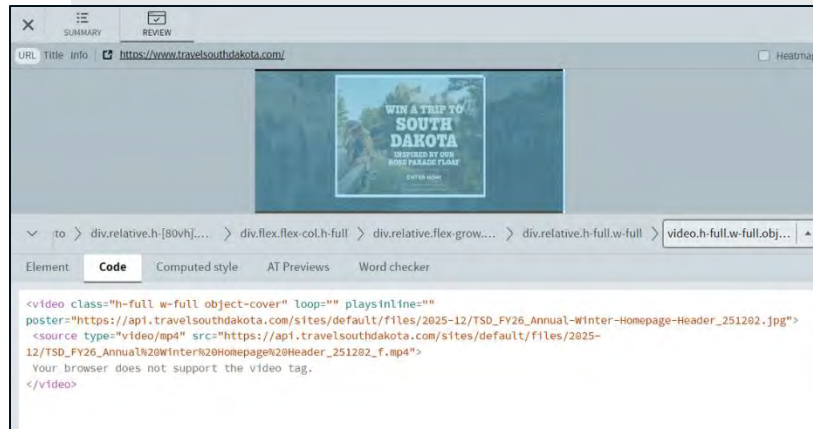 SUMMARY
REVIEW
URL Title Info https://www.travelsouthdakota.com/
Heatmap
WIN A TRIP TO
SOUTH
DAKOTA
INSPIRED BY OUR
ROSE PARADE FLOAT
ENTER NOW!
to > div.relative.h-[80vh].... > div.flex.flex-col.h-full > div.relative.flex-grow.... > div.relative.h-full.w-full > video.h-full.w-full.obj...
Element Code Computed style AT Previews Word checker
<video class="h-full w-full object-cover" loop="" playsinline=""
poster="https://api.travelsouthdakota.com/sites/default/files/2025-12/TSD_FY26_Annual-Winter-Homepage-Header_251202.jpg">
<source type="video/mp4" src="https://api.travelsouthdakota.com/sites/default/files/2025-
12/TSD_FY26_Annual%20Winter%20Homepage%20Header_251202_f.mp4">
Your browser does not support the video tag.
</video>